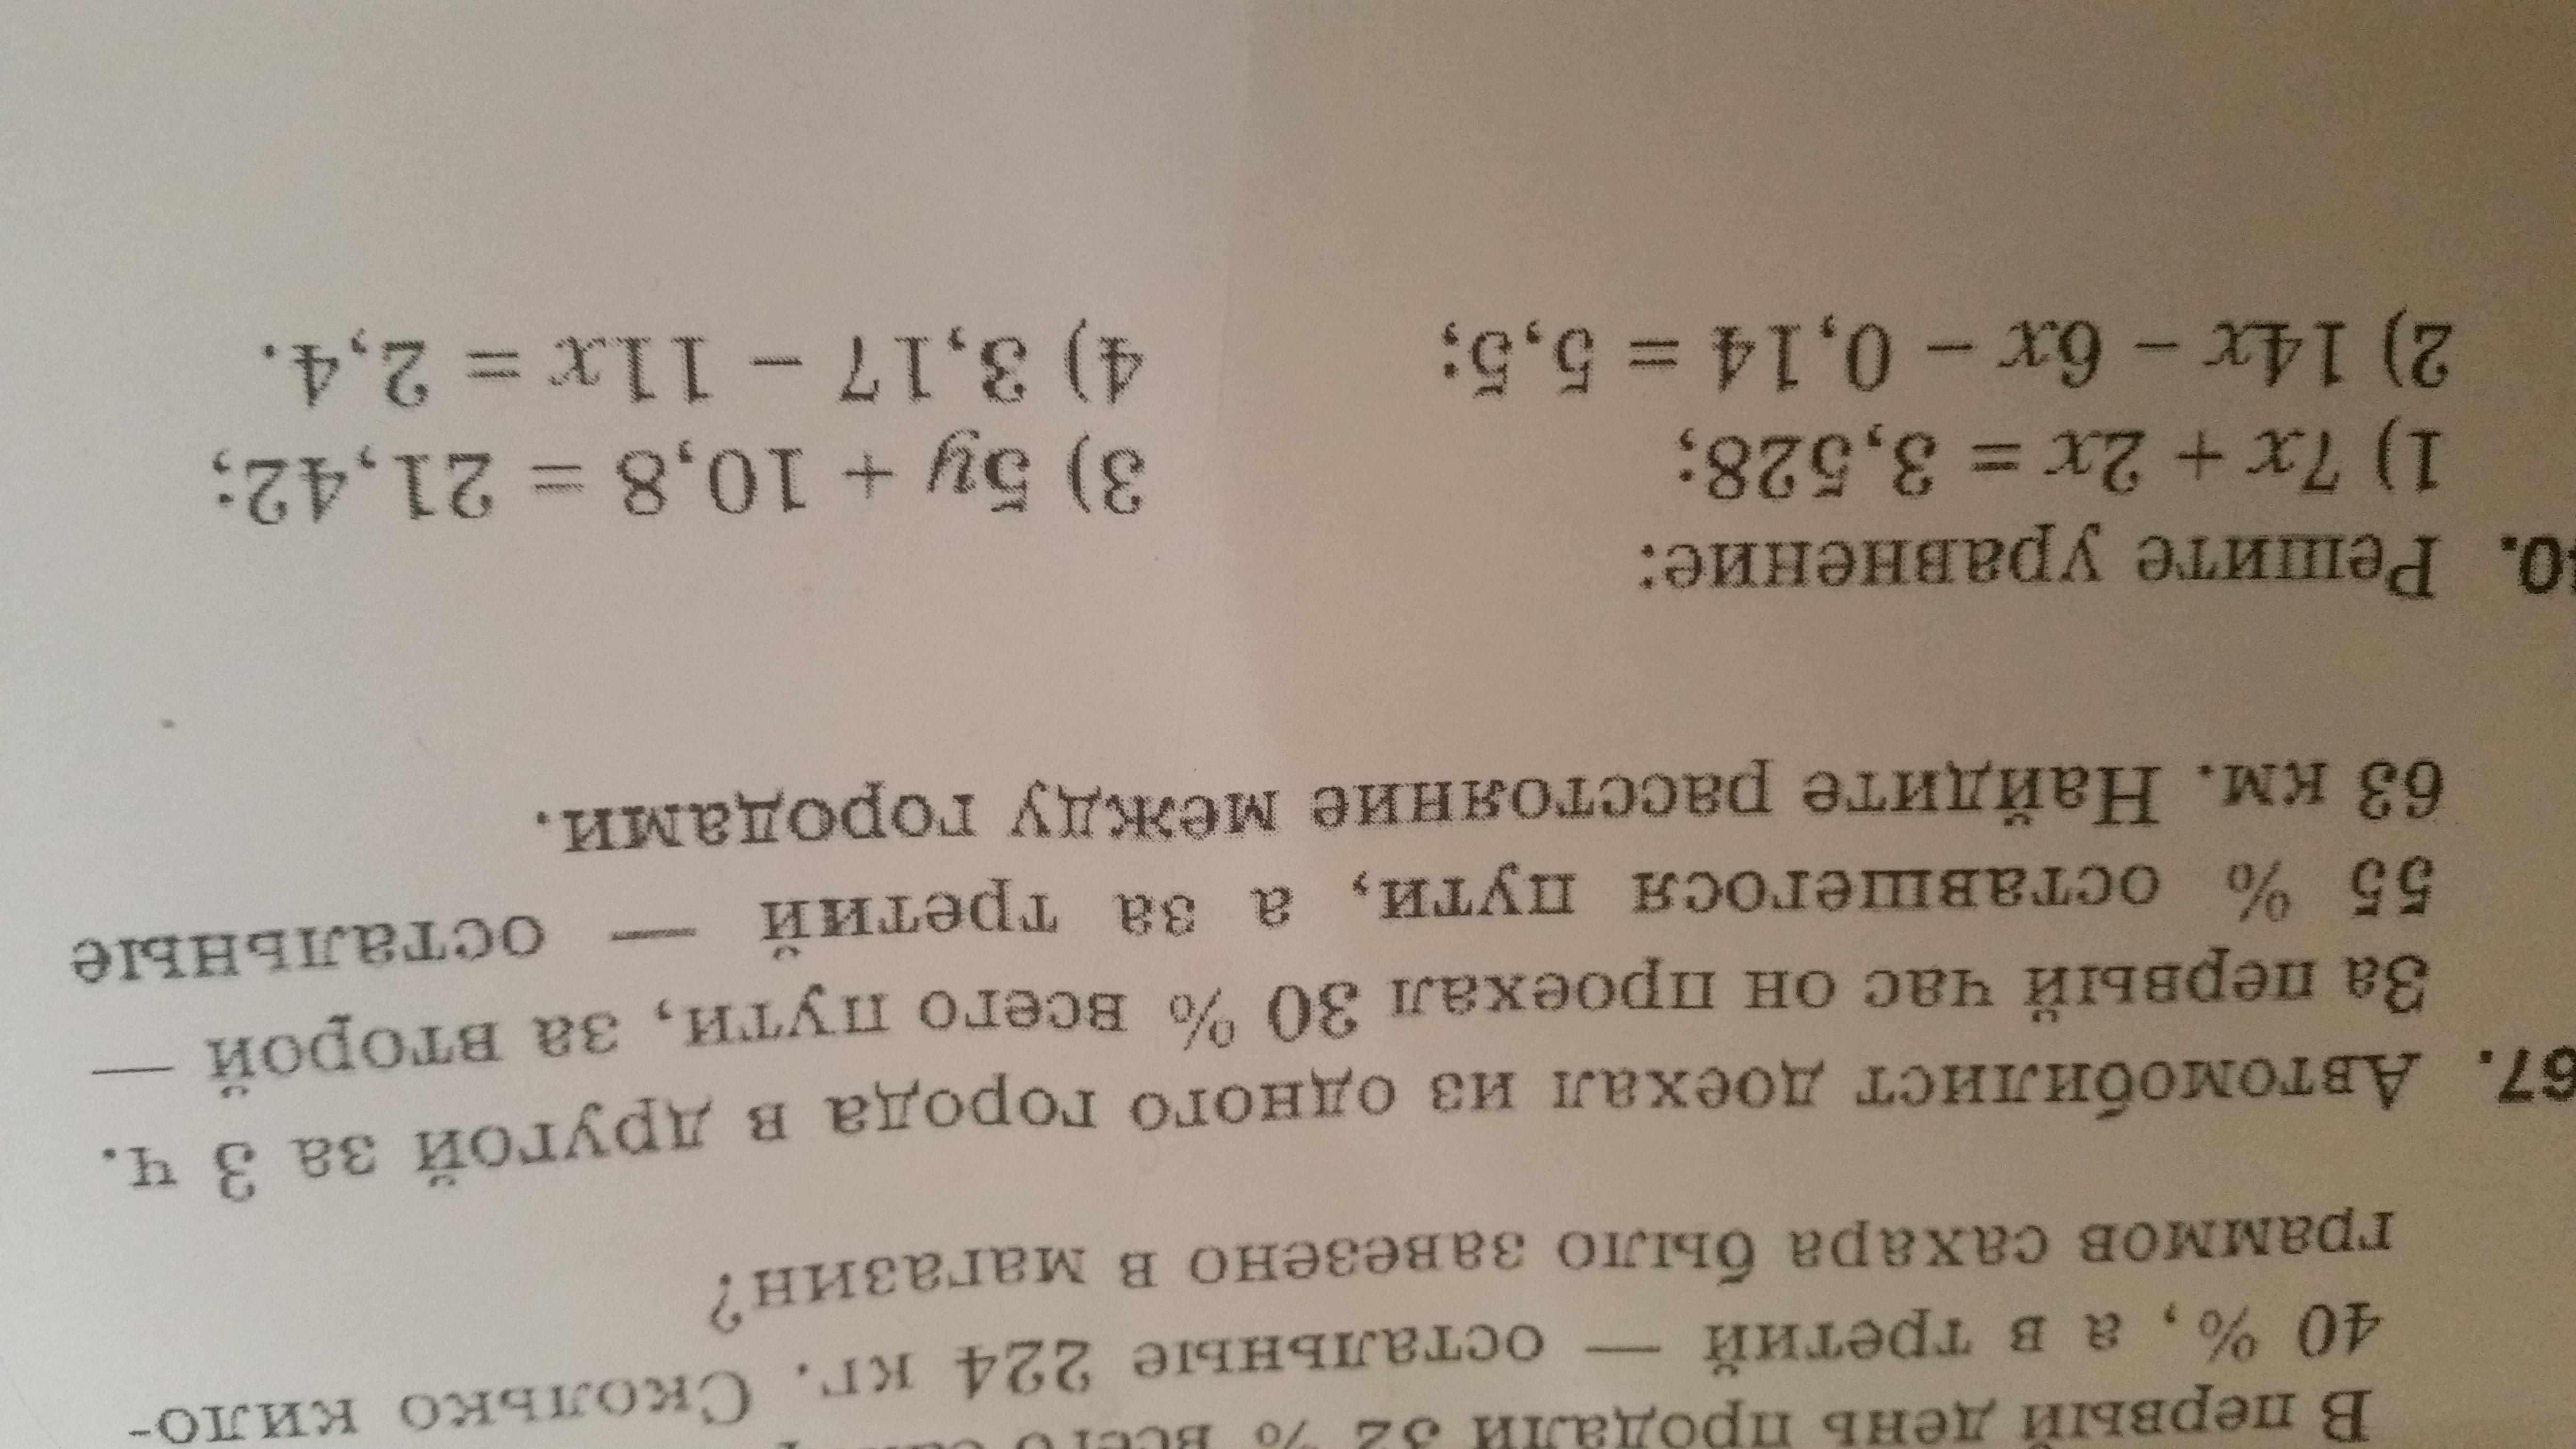 В первый день продали 32 % всего
40 %, а в третий — остальные 224 кг. Сколько кило-
граммов сахара было завезено в магазин?
67. Автомобилист доехал из одного города в другой за 3 ч.
За первый час он проехал 30 % всего пути, за второй —
55 % оставшегося пути, а за третий — остальные
63 км. Найдите расстояние между городами.
0. Решите уравнение:
1) 7x + 2x = 3,528; 3) 5y + 10,8 = 21,42;
2) 14x – 6x – 0,14 = 5,5; 4) 3,17 – 11x = 2,4.